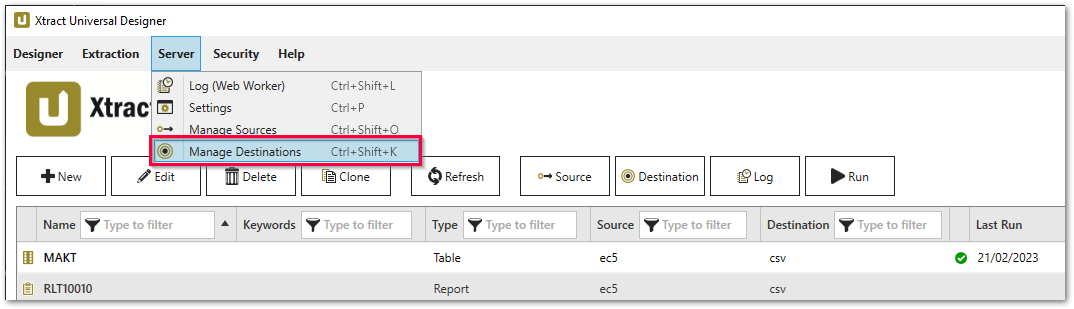 Xtract Universal Designer
Designer Extraction Server Security Help
Log (Web Worker) Ctrl+Shift+L
Settings Ctrl+P
Xtract
Manage Sources Ctrl+Shift+O
Manage Destinations Ctrl+Shift+K
New Edit Delete Clone Refresh Source Destination Log Run
Name Type to filter Keywords Type to filter Type Type to filter Source Type to filter Destination Type to filter Last Run
MAKT Table ec5 csv 21/02/2023
RLT10010 Report ec5 csv